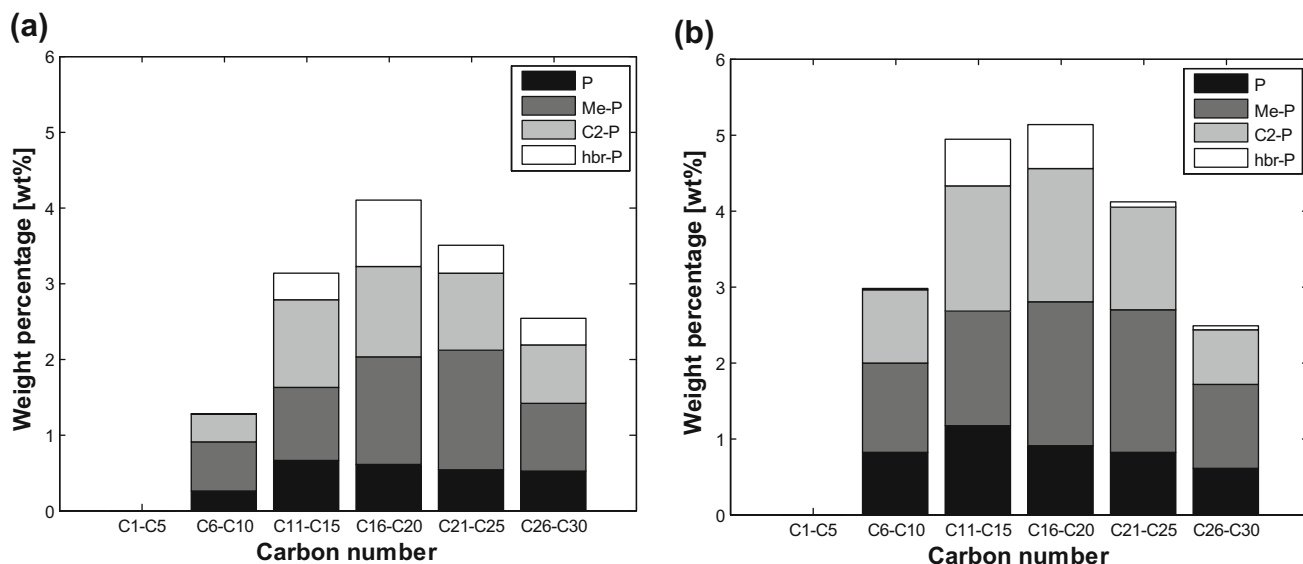 (a)
6
5
4
3
2
1
0
Weight percentage [wt%]
P
Me-P
C2-P
hbr-P
C1-C5 C6-C10 C11-C15 C16-C20 C21-C25 C26-C30
Carbon number
(b)
6
5
4
3
2
1
0
Weight percentage [wt%]
P
Me-P
C2-P
hbr-P
C1-C5 C6-C10 C11-C15 C16-C20 C21-C25 C26-C30
Carbon number